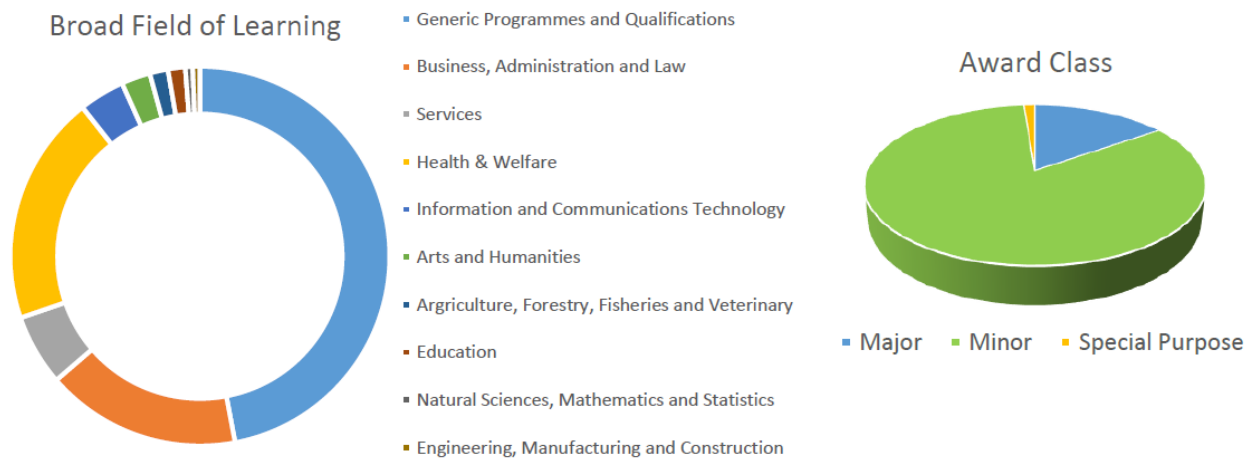 Broad Field of Learning
Generic Programmes and Qualifications
Business, Administration and Law
Services
Health & Welfare
Information and Communications Technology
Arts and Humanities
Argriculture, Forestry, Fisheries and Veterinary
Education
Natural Sciences, Mathematics and Statistics
Engineering, Manufacturing and Construction
Award Class
Major Minor Special Purpose